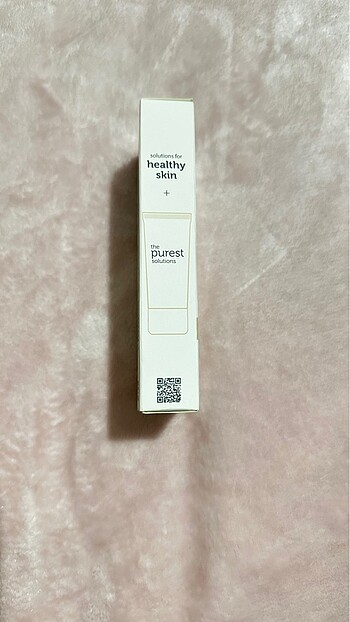 solutions for
healthy
skin
+
the
purest
solutions